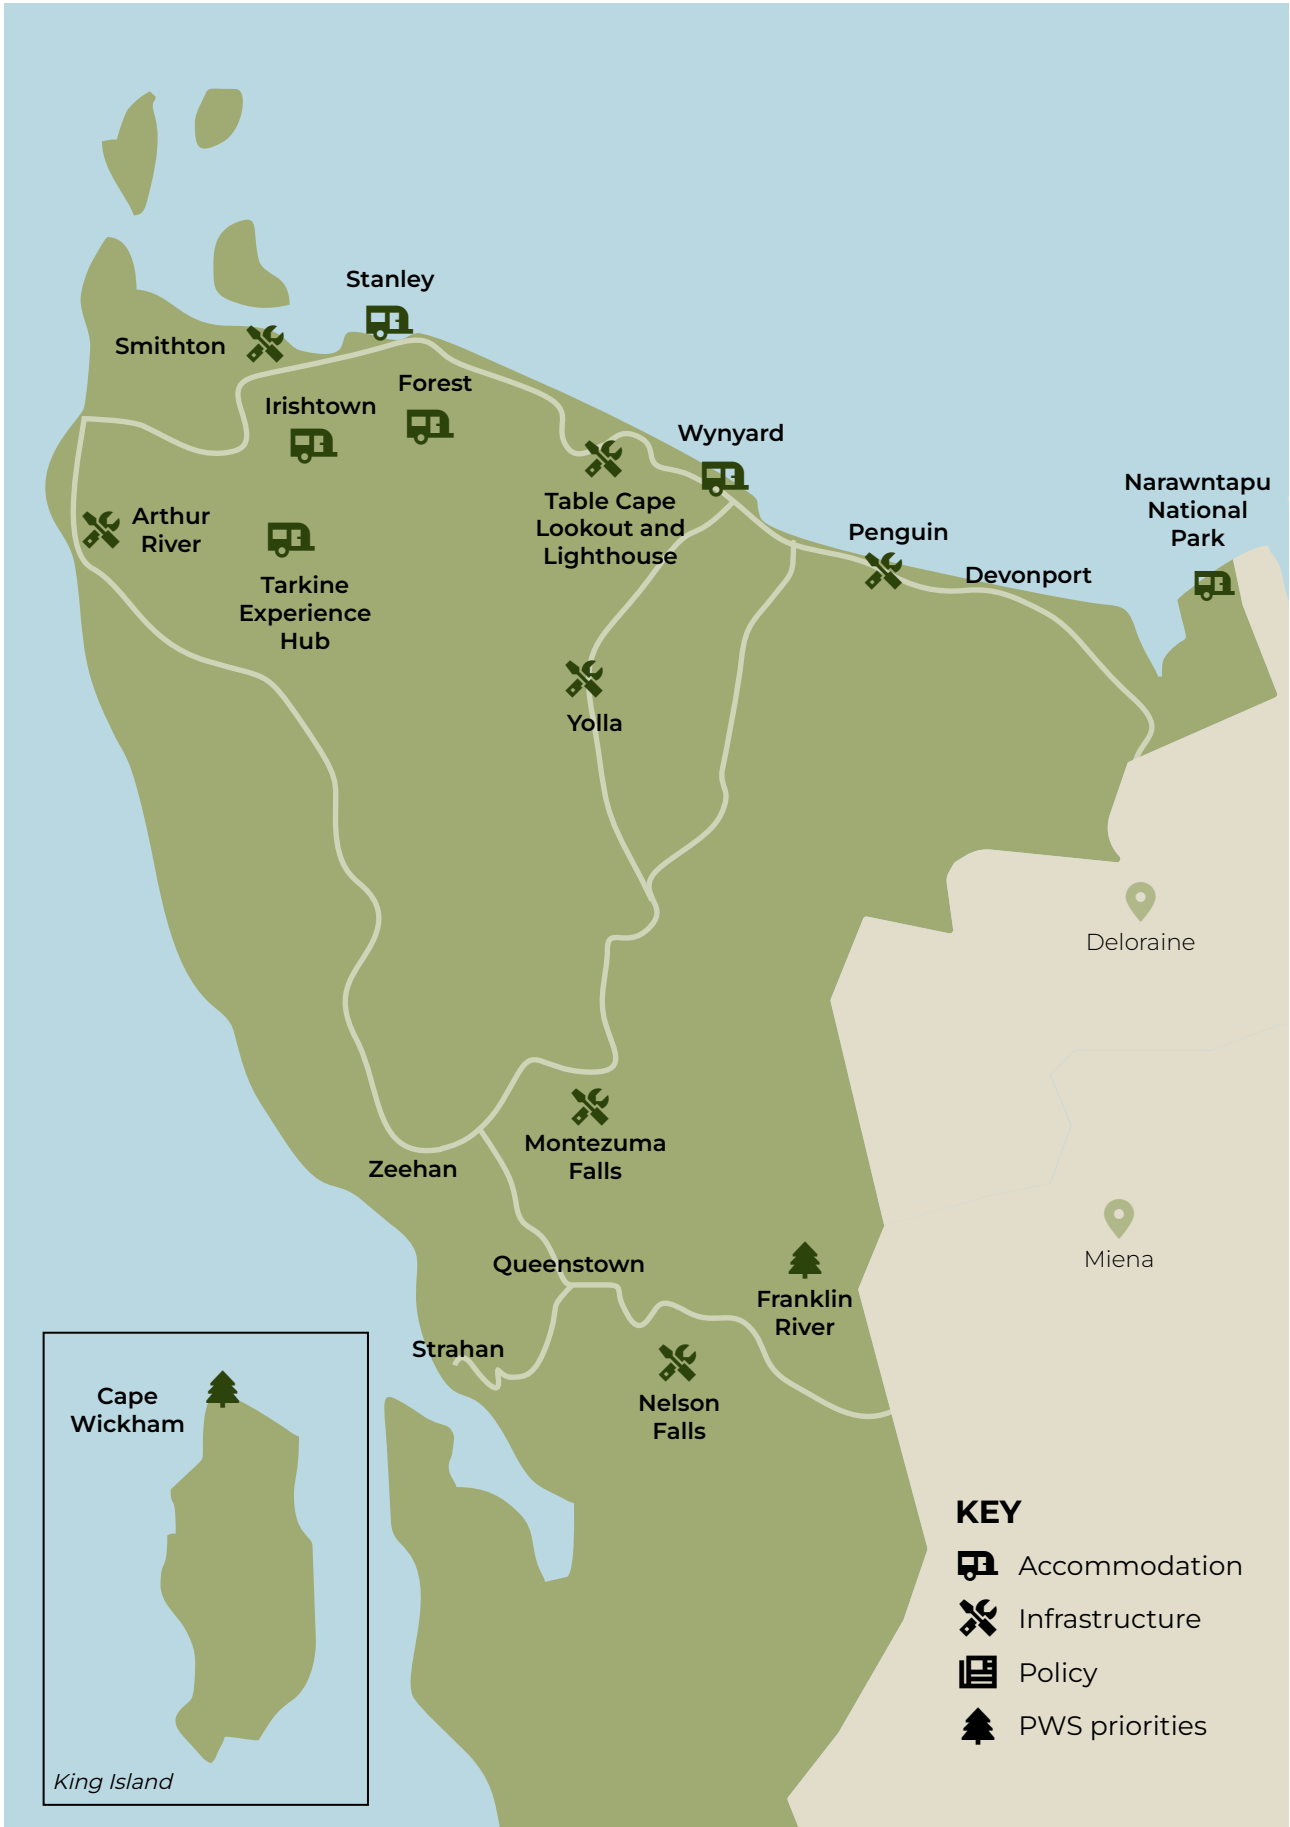 Stanley
Smithton
Forest
Irishtown
Wynyard
Narawntapu
National
Park
Table Cape
Lookout and
Lighthouse
Arthur
River
Penguin
Devonport
Tarkine
Experience
Hub
Yolla
Deloraine
Montezuma
Falls
Zeehan
Miena
Queenstown
Franklin
River
Strahan
Nelson
Falls
Cape
Wickham
King Island
KEY
Accommodation
Infrastructure
Policy
PWS priorities